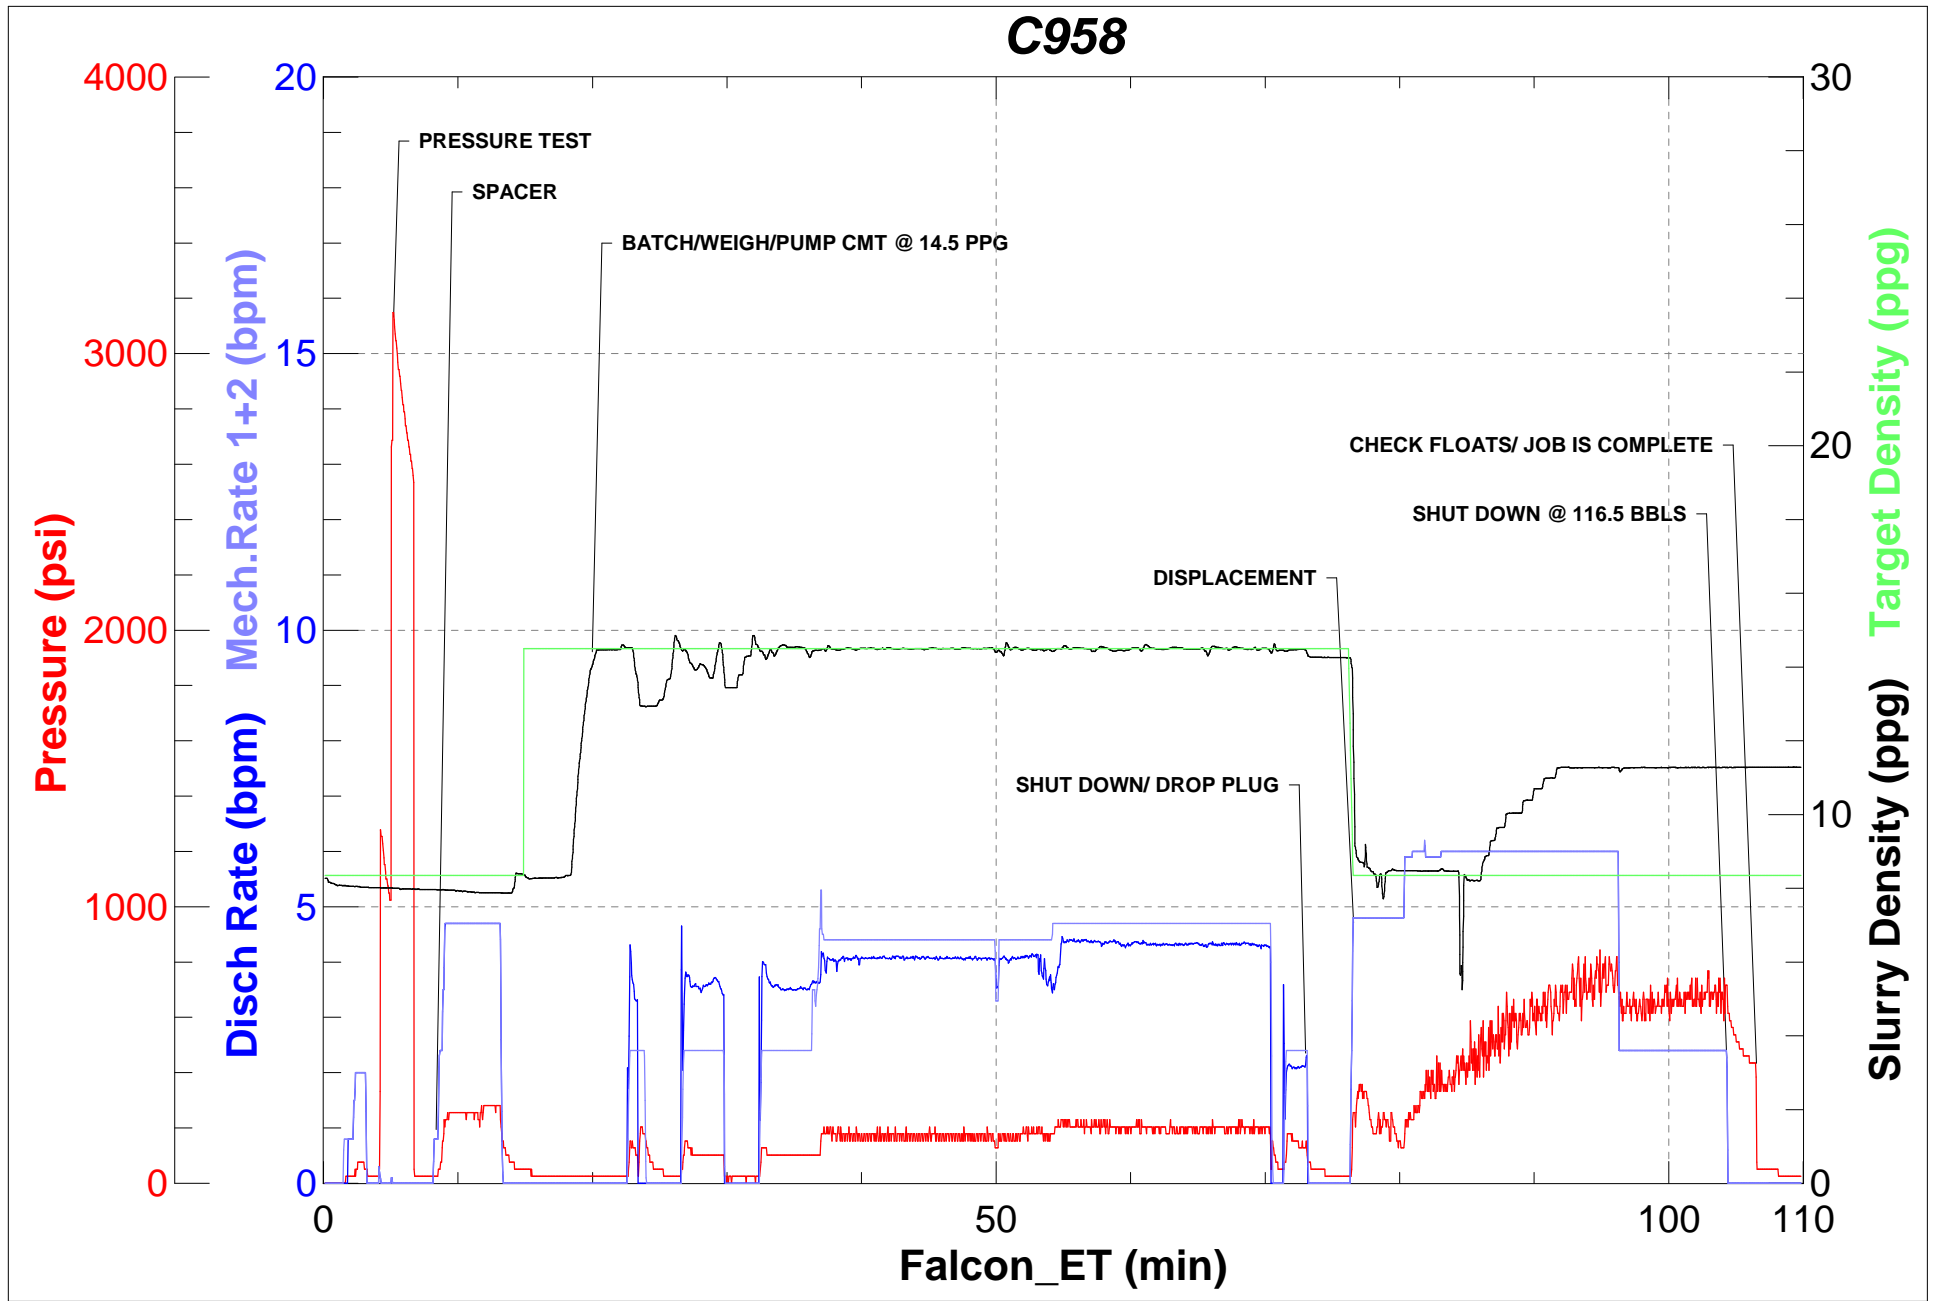 C958
4000
20
30
PRESSURE TEST
SPACER
BATCH/WEIGH/PUMP CMT @ 14.5 PPG
3000
15
CHECK FLOATS/ JOB IS COMPLETE
20
SHUT DOWN @ 116.5 BBLS
DISPLACEMENT
2000
10
SHUT DOWN/ DROP PLUG
10
1000
5
0
0
0
Pressure (psi)
Mech.Rate 1+2 (bpm)
Disch Rate (bpm)
Target Density (ppg)
Slurry Density (ppg)
0
50
100
110
Falcon_ET (min)